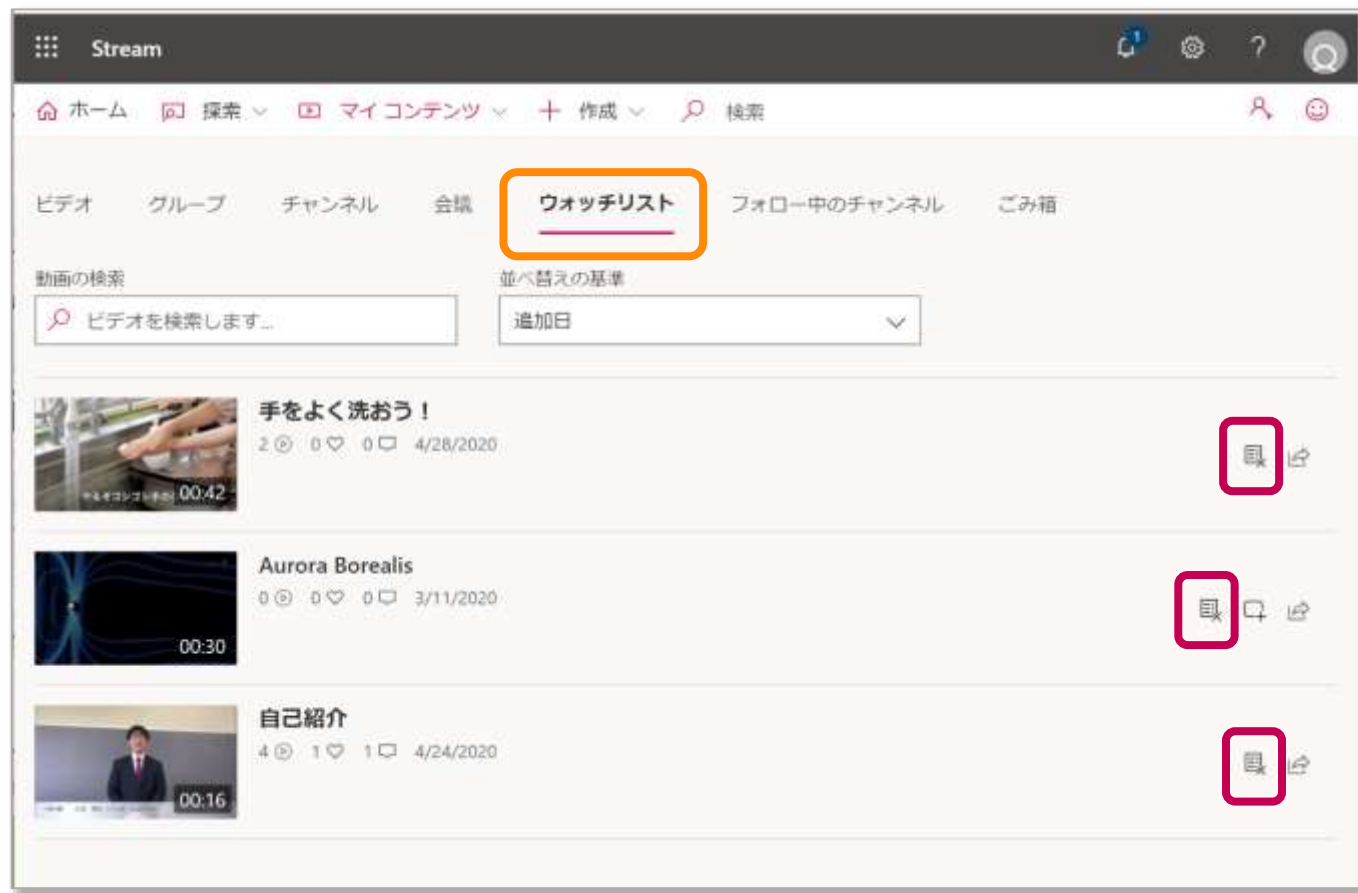 Stream
1
?
ホーム 探索 マイ コンテンツ 作成 検索
ビデオ グループ チャンネル 会議 ウォッチリスト フォロー中のチャンネル ごみ箱
動画の検索 並べ替えの基準
ビデオを検索します... 追加日
手をよく洗おう！
2 0 0 4/28/2020
00:42
Aurora Borealis
0 0 0 3/11/2020
00:30
自己紹介
4 1 1 4/24/2020
00:16